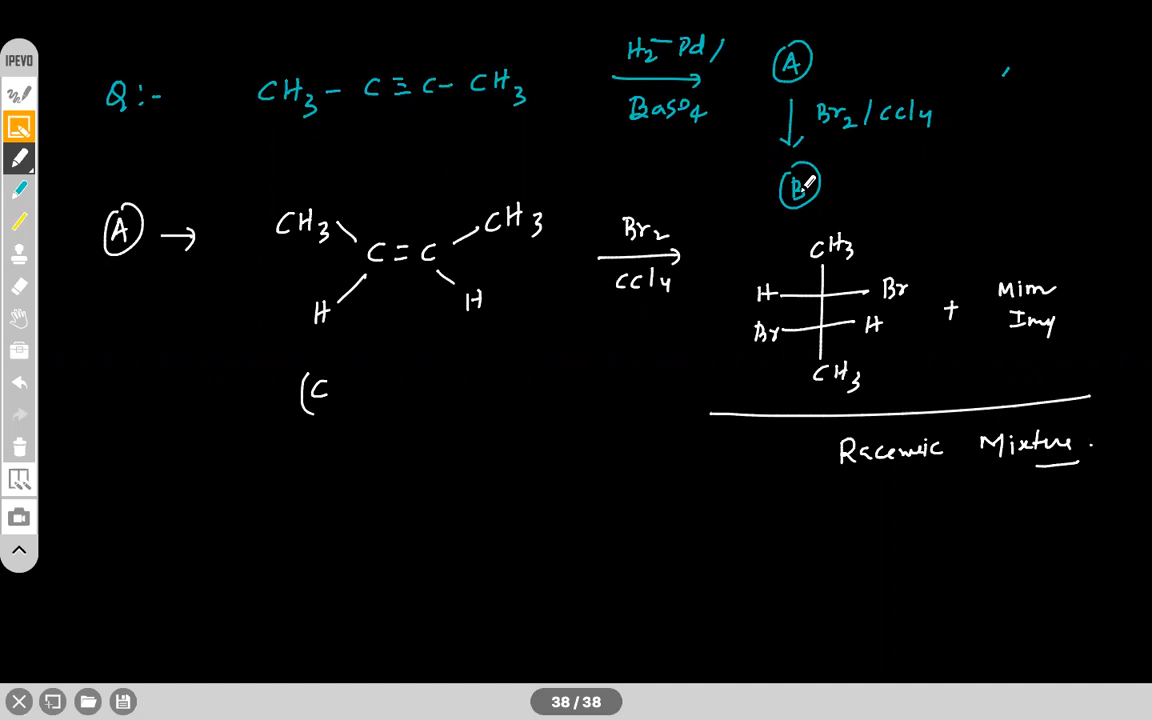 IPEVO
Q:- CH3 - C ≡ C - CH3
H2-Pd/
BaSO4
A
Br2/CCl4
B
A →
CH3
CH3
C = C
H
H
Br2
CCl4
CH3
H
Br
Br
H
CH3
+
Mirr
Img
(C
Racemic Mixture.
38 / 38